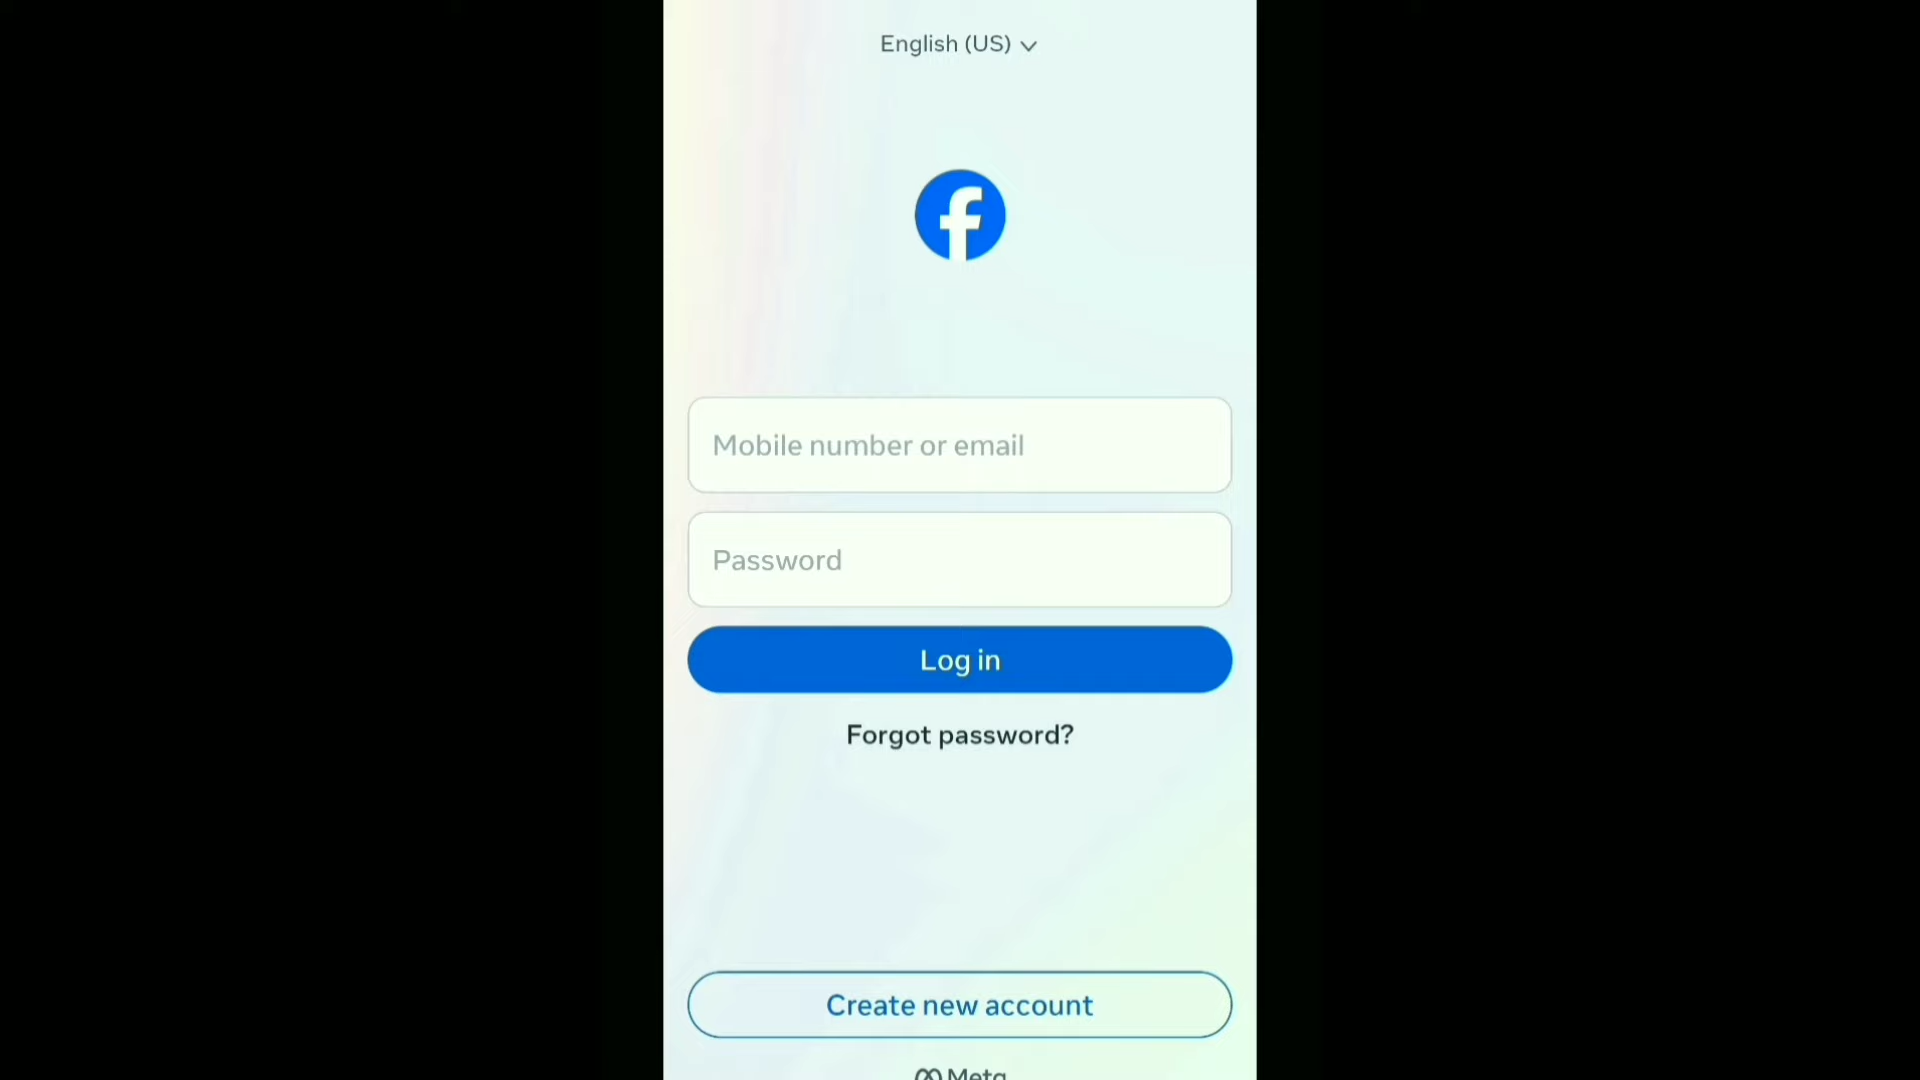 English (US)
Mobile number or email
Password
Log in
Forgot password?
Create new account
Meta